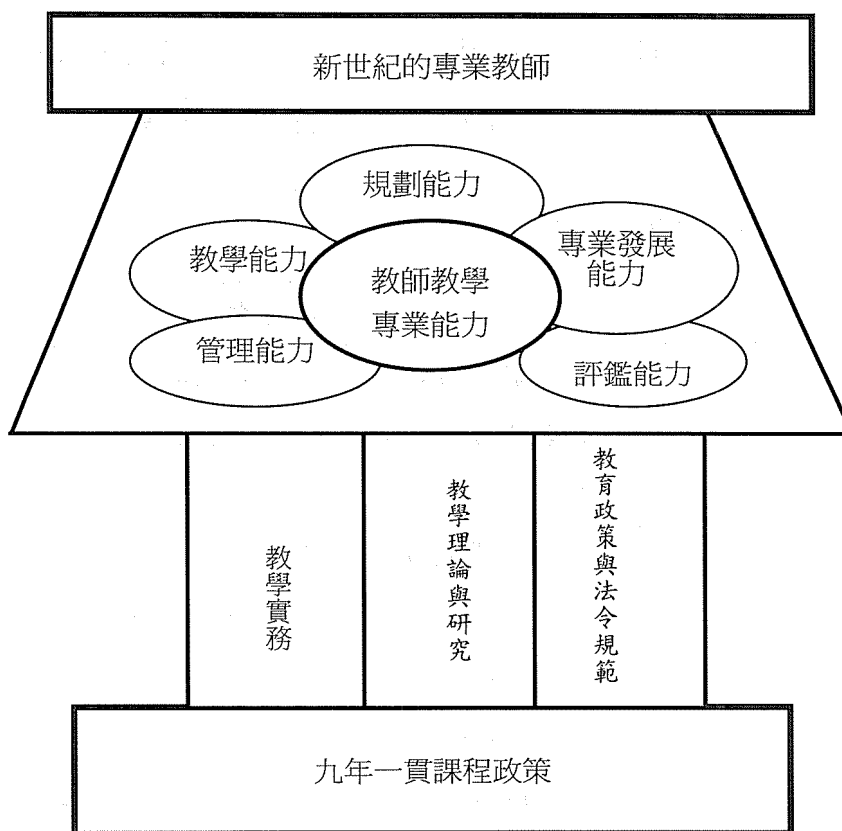 新世紀的專業教師
規劃能力
教學能力
專業發展
能力
教師教學
專業能力
管理能力
評鑑能力
教學實務
教學理論與研究
教育政策與法令規範
九年一貫課程政策